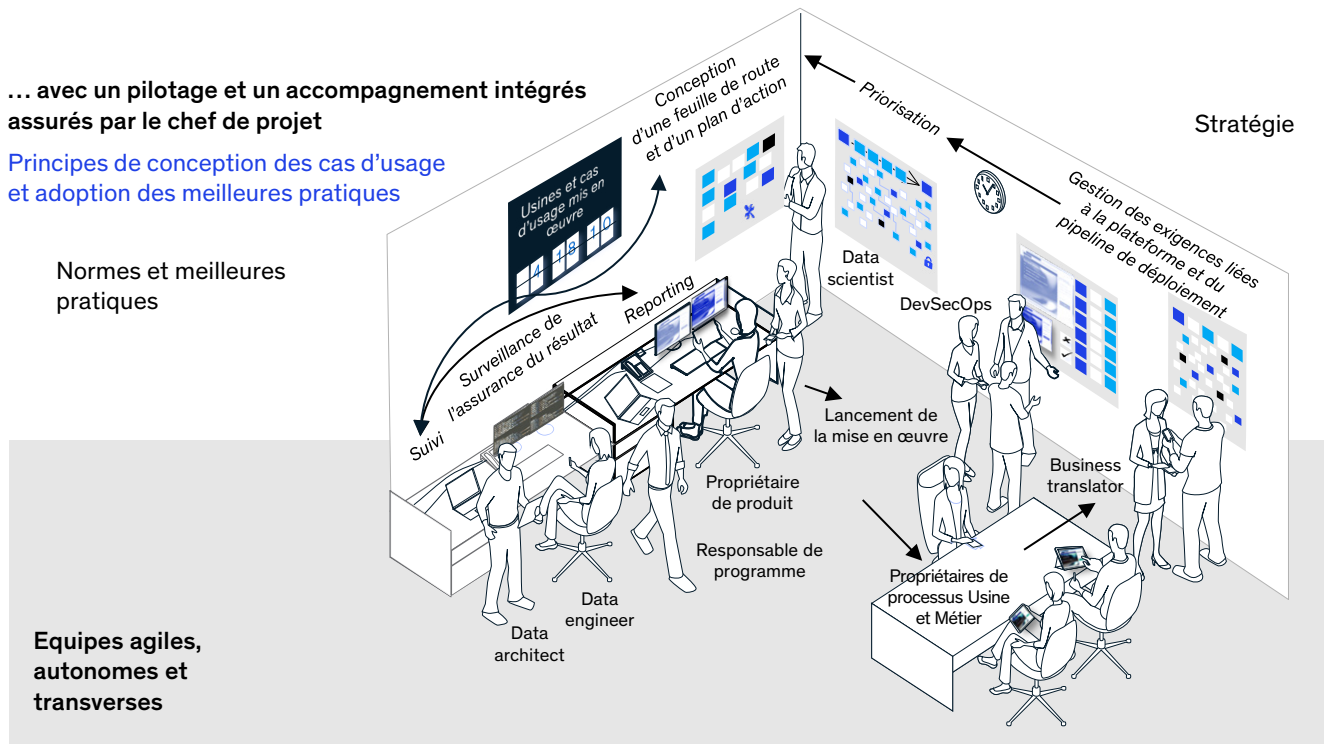 … avec un pilotage et un accompagnement intégrés
assurés par le chef de projet
Principes de conception des cas d’usage
et adoption des meilleures pratiques
Normes et meilleures
pratiques
Stratégie
Conception
d’une feuille de route
et d’un plan d’action
Priorisation
Gestion des exigences liées
à la plateforme et du
pipeline de déploiement
Usines et cas
d’usage mis en
œuvre
4 18 10
Surveillance de
l’assurance du résultat
Reporting
Suivi
Data
scientist
DevSecOps
Lancement de
la mise en œuvre
Business
translator
Propriétaire
de produit
Responsable de
programme
Propriétaires de
processus Usine
et Métier
Data
engineer
Data
architect
Equipes agiles,
autonomes et
transverses